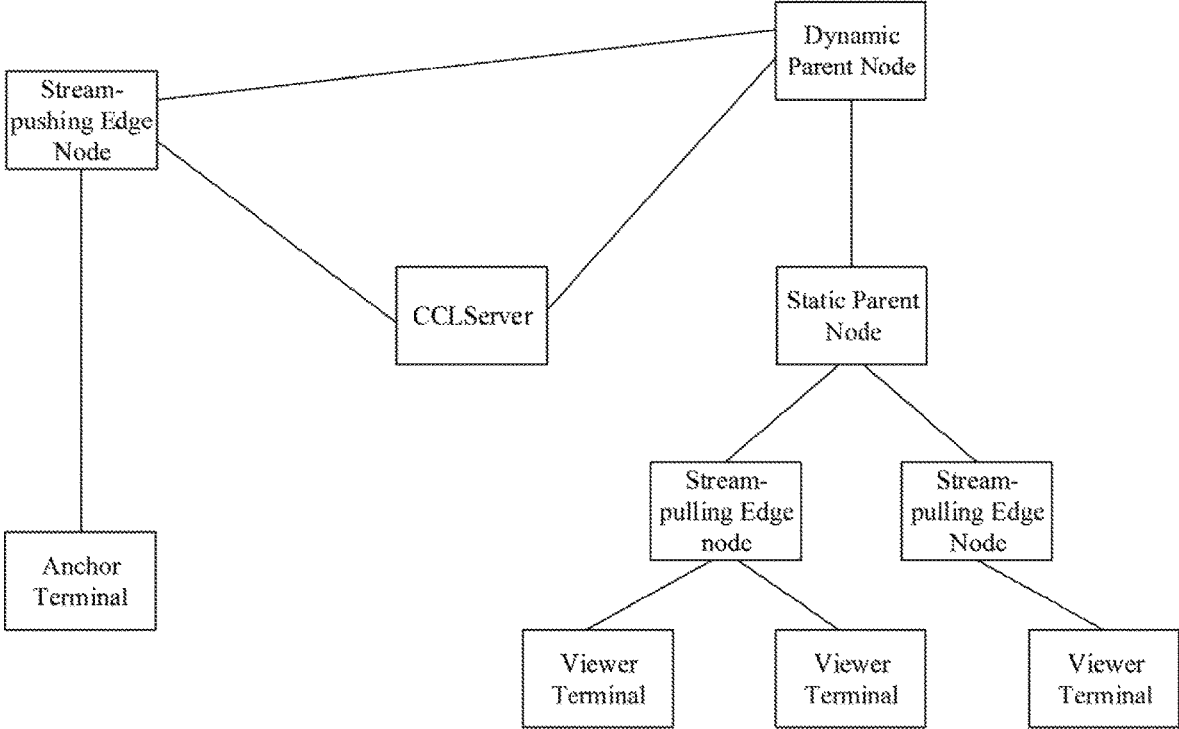 Dynamic
Parent Node
Stream-
pushing Edge
Node
CCLServer
Static Parent
Node
Stream-
pulling Edge
node
Stream-
pulling Edge
Node
Anchor
Terminal
Viewer
Terminal
Viewer
Terminal
Viewer
Terminal